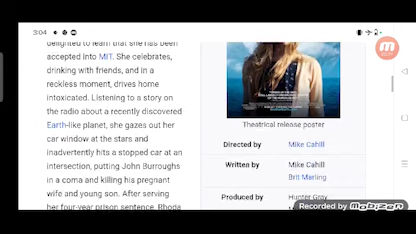 3:04
delighted to learn that she has been
accepted into MIT. She celebrates,
drinking with friends, and in a
reckless moment, drives home
intoxicated. Listening to a story on
the radio about a recently discovered
Earth-like planet, she gazes out her
car window at the stars and
inadvertently hits a stopped car at an
intersection, putting John Burroughs
in a coma and killing his pregnant
wife and young son. After serving
her four-year prison sentence, Rhoda
Theatrical release poster
Directed by Mike Cahill
Written by Mike Cahill
Brit Marling
Produced by Hunter Gray
Recorded by Mobizen